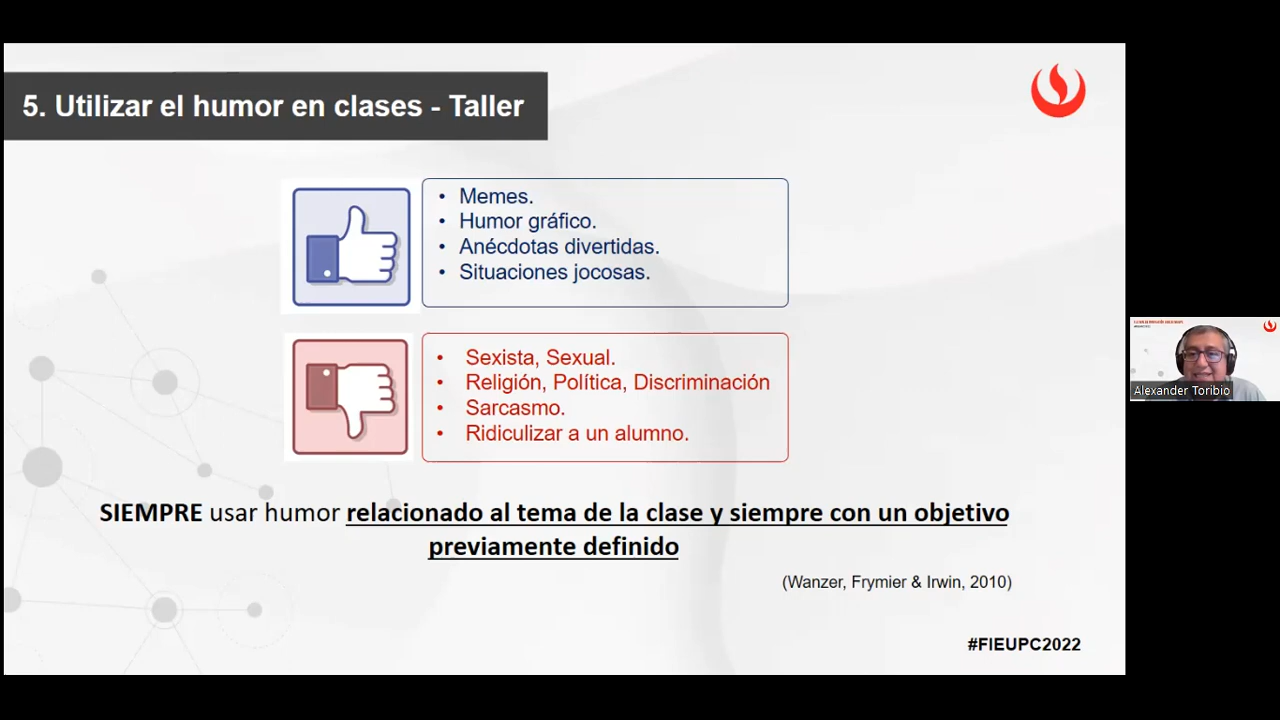 5. Utilizar el humor en clases - Taller
• Memes.
• Humor gráfico.
• Anécdotas divertidas.
• Situaciones jocosas.
• Sexista, Sexual.
• Religión, Política, Discriminación
• Sarcasmo.
• Ridiculizar a un alumno.
SIEMPRE usar humor relacionado al tema de la clase y siempre con un objetivo
previamente definido
(Wanzer, Frymier & Irwin, 2010)
#FIEUPC2022
Alexander Toribio